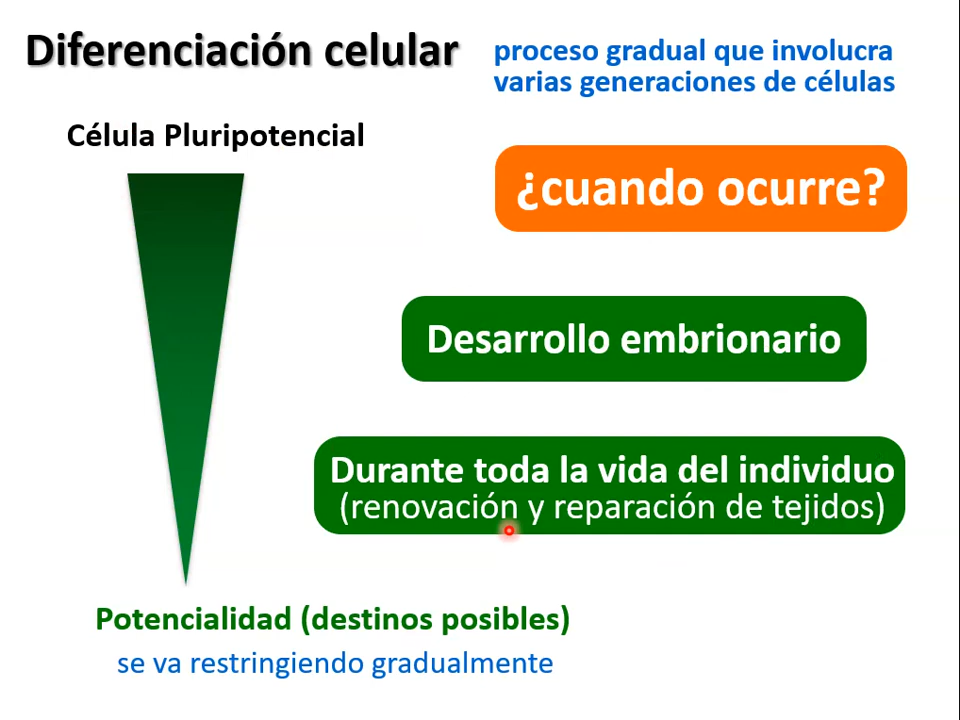 Diferenciación celular
proceso gradual que involucra
varias generaciones de células
Célula Pluripotencial
¿cuando ocurre?
Desarrollo embrionario
Durante toda la vida del individuo
(renovación y reparación de tejidos)
Potencialidad (destinos posibles)
se va restringiendo gradualmente